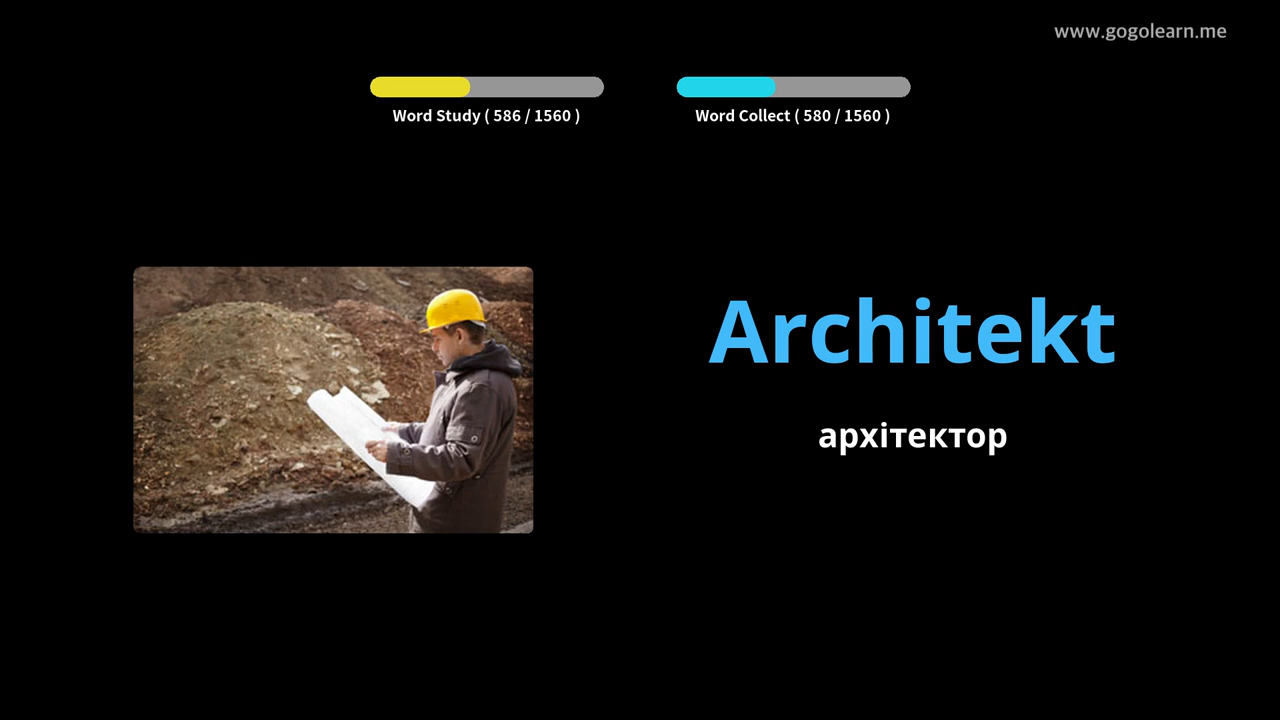 www.gogolearn.me
Word Study ( 586 / 1560 )
Word Collect ( 580 / 1560 )
Architekt
архітектор